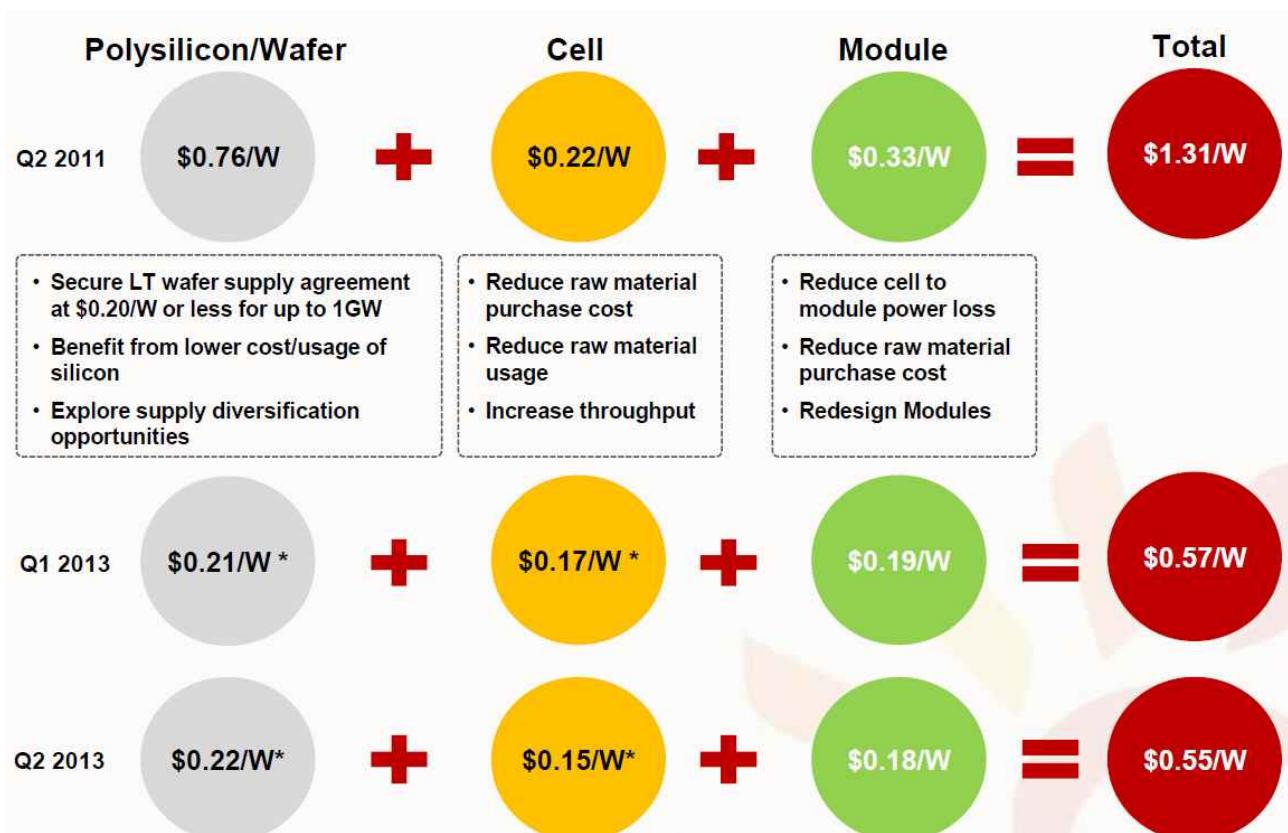 Polysilicon/Wafer Cell Module Total
Q2 2011 $0.76/W + $0.22/W + $0.33/W = $1.31/W
• Secure LT wafer supply agreement
at $0.20/W or less for up to 1GW
• Benefit from lower cost/usage of
silicon
• Explore supply diversification
opportunities
• Reduce raw material
purchase cost
• Reduce raw material
usage
• Increase throughput
• Reduce cell to
module power loss
• Reduce raw material
purchase cost
• Redesign Modules
Q1 2013 $0.21/W * + $0.17/W * + $0.19/W = $0.57/W
Q2 2013 $0.22/W* + $0.15/W* + $0.18/W = $0.55/W